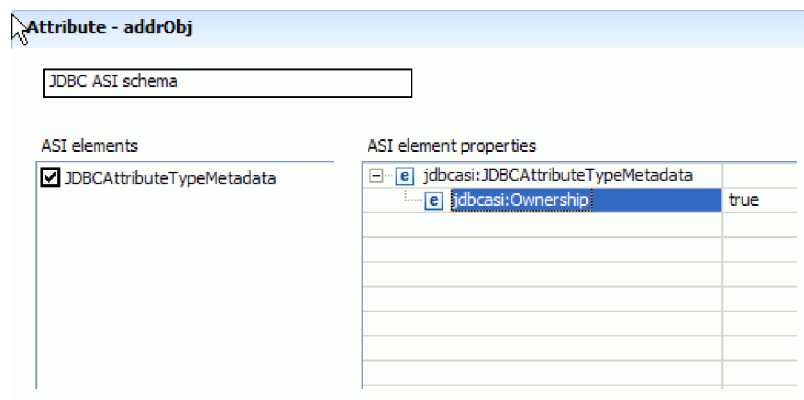 Attribute - addrObj
JDBC ASI schema
ASI elements
ASI element properties
JDBCAttributeTypeMetadata
e jdbcasi:JDBCAttributeTypeMetadata
e jdbcasi:Ownership true